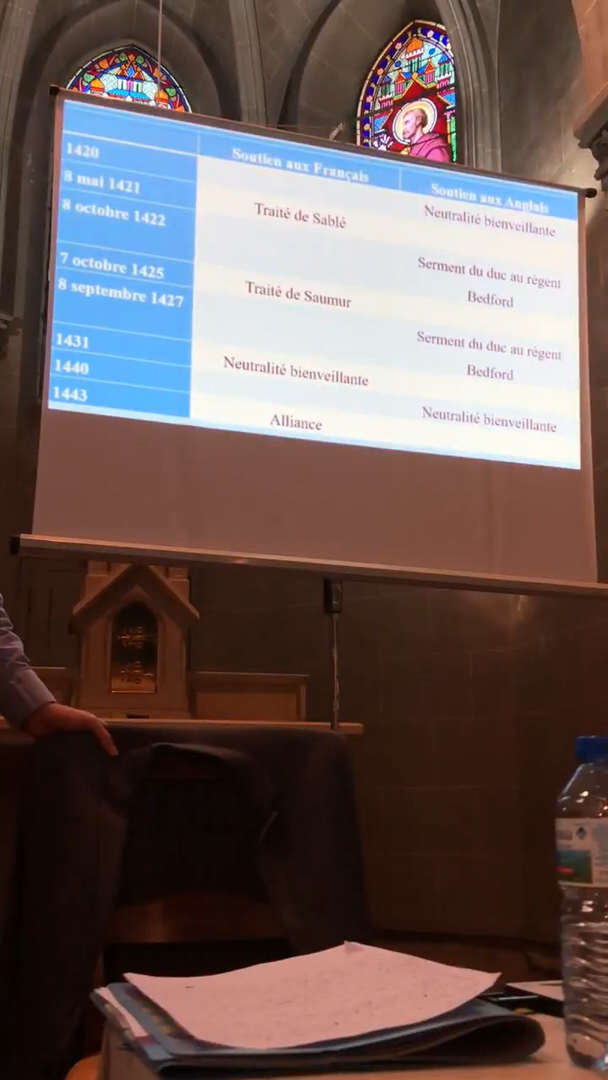 Soutien aux Français
Soutien aux Anglais
1420
Neutralité bienveillante
8 mai 1421
Traité de Sablé
8 octobre 1422
Serment du duc au régent
Bedford
7 octobre 1425
Traité de Saumur
8 septembre 1427
Serment du duc au régent
Bedford
1431
Neutralité bienveillante
1440
Neutralité bienveillante
1443
Alliance